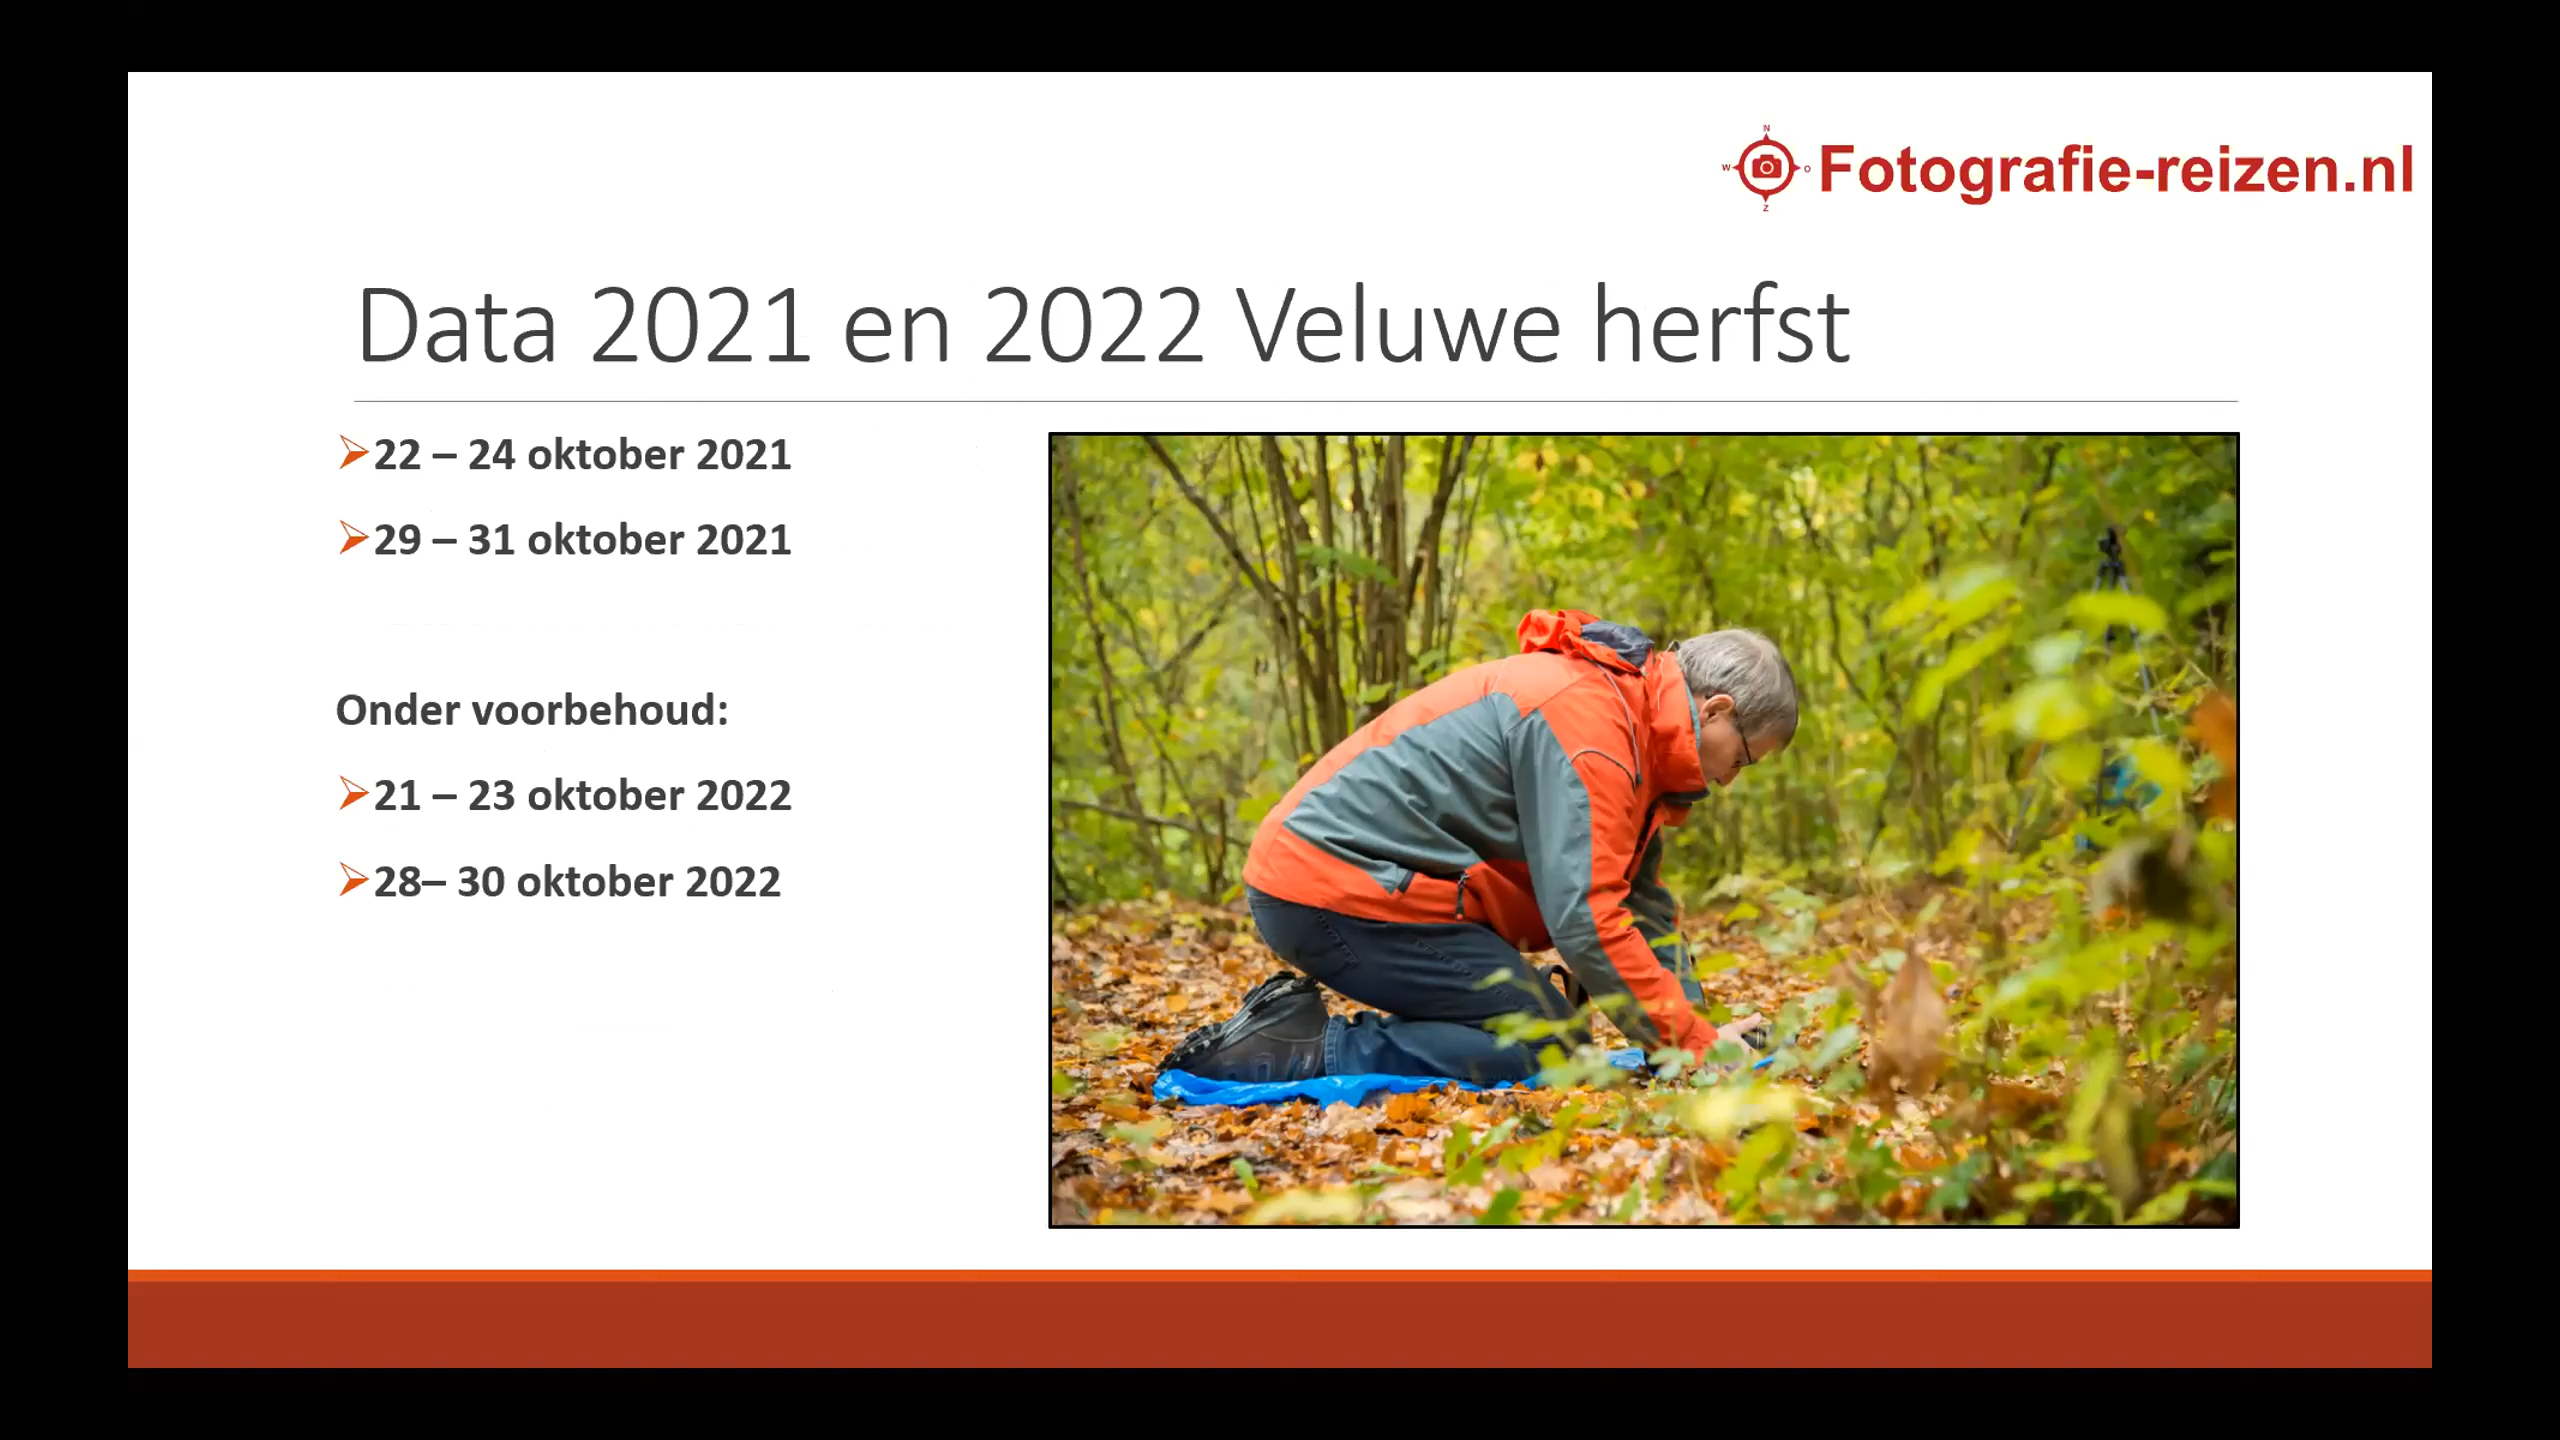 N
W
O
Z
Fotografie-reizen.nl
Data 2021 en 2022 Veluwe herfst
22 – 24 oktober 2021
29 – 31 oktober 2021
Onder voorbehoud:
21 – 23 oktober 2022
28– 30 oktober 2022